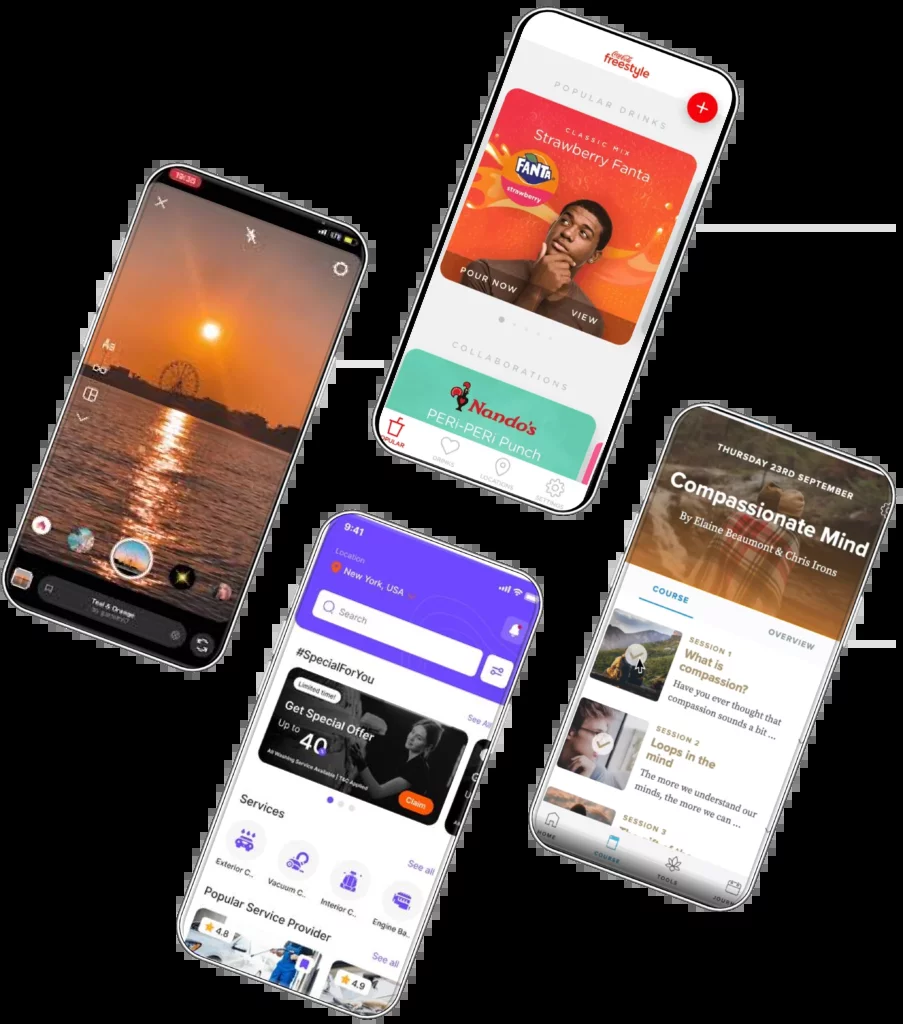 19:30
LTE
Aa
Teal & Orange
Coca-Cola
freestyle
POPULAR DRINKS
CLASSIC MIX
Strawberry Fanta
FANTA
strawberry
POUR NOW
VIEW
COLLABORATIONS
Nando's
PERi-PERi Punch
DRINKS
LOCATIONS
SETTINGS
9:41
Location
New York, USA
Search
#SpecialForYou
See All
Limited time!
Get Special Offer
Up to
40
All Washing Service Available | T&C Applied
Claim
Services
See all
Exterior C..
Vacuum C..
Interior C..
Engine Ba..
Popular Service Provider
See all
4.8
4.9
THURSDAY 23RD SEPTEMBER
Compassionate Mind
By Elaine Beaumont & Chris Irons
COURSE
OVERVIEW
SESSION 1
What is
compassion?
Have you ever thought that
compassion sounds a bit ...
SESSION 2
Loops in the
mind
The more we understand our
minds, the more we can ...
SESSION 3
HOME
COURSE
TOOLS